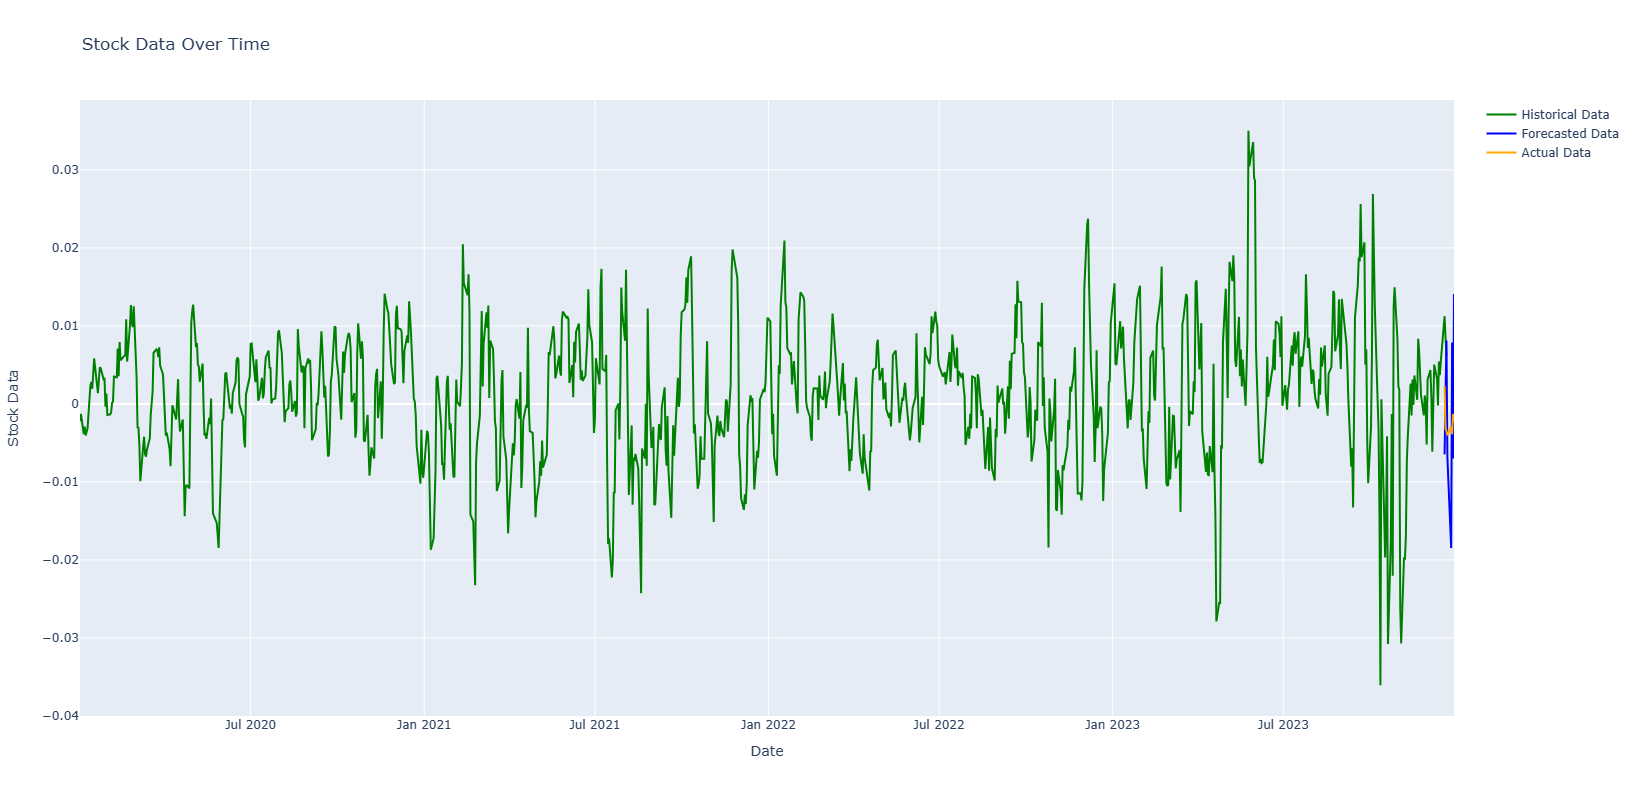 Stock Data Over Time
Historical Data
Forecasted Data
Actual Data
0.03
0.02
0.01
0
−0.01
−0.02
−0.03
−0.04
Stock Data
Jul 2020
Jan 2021
Jul 2021
Jan 2022
Jul 2022
Jan 2023
Jul 2023
Date